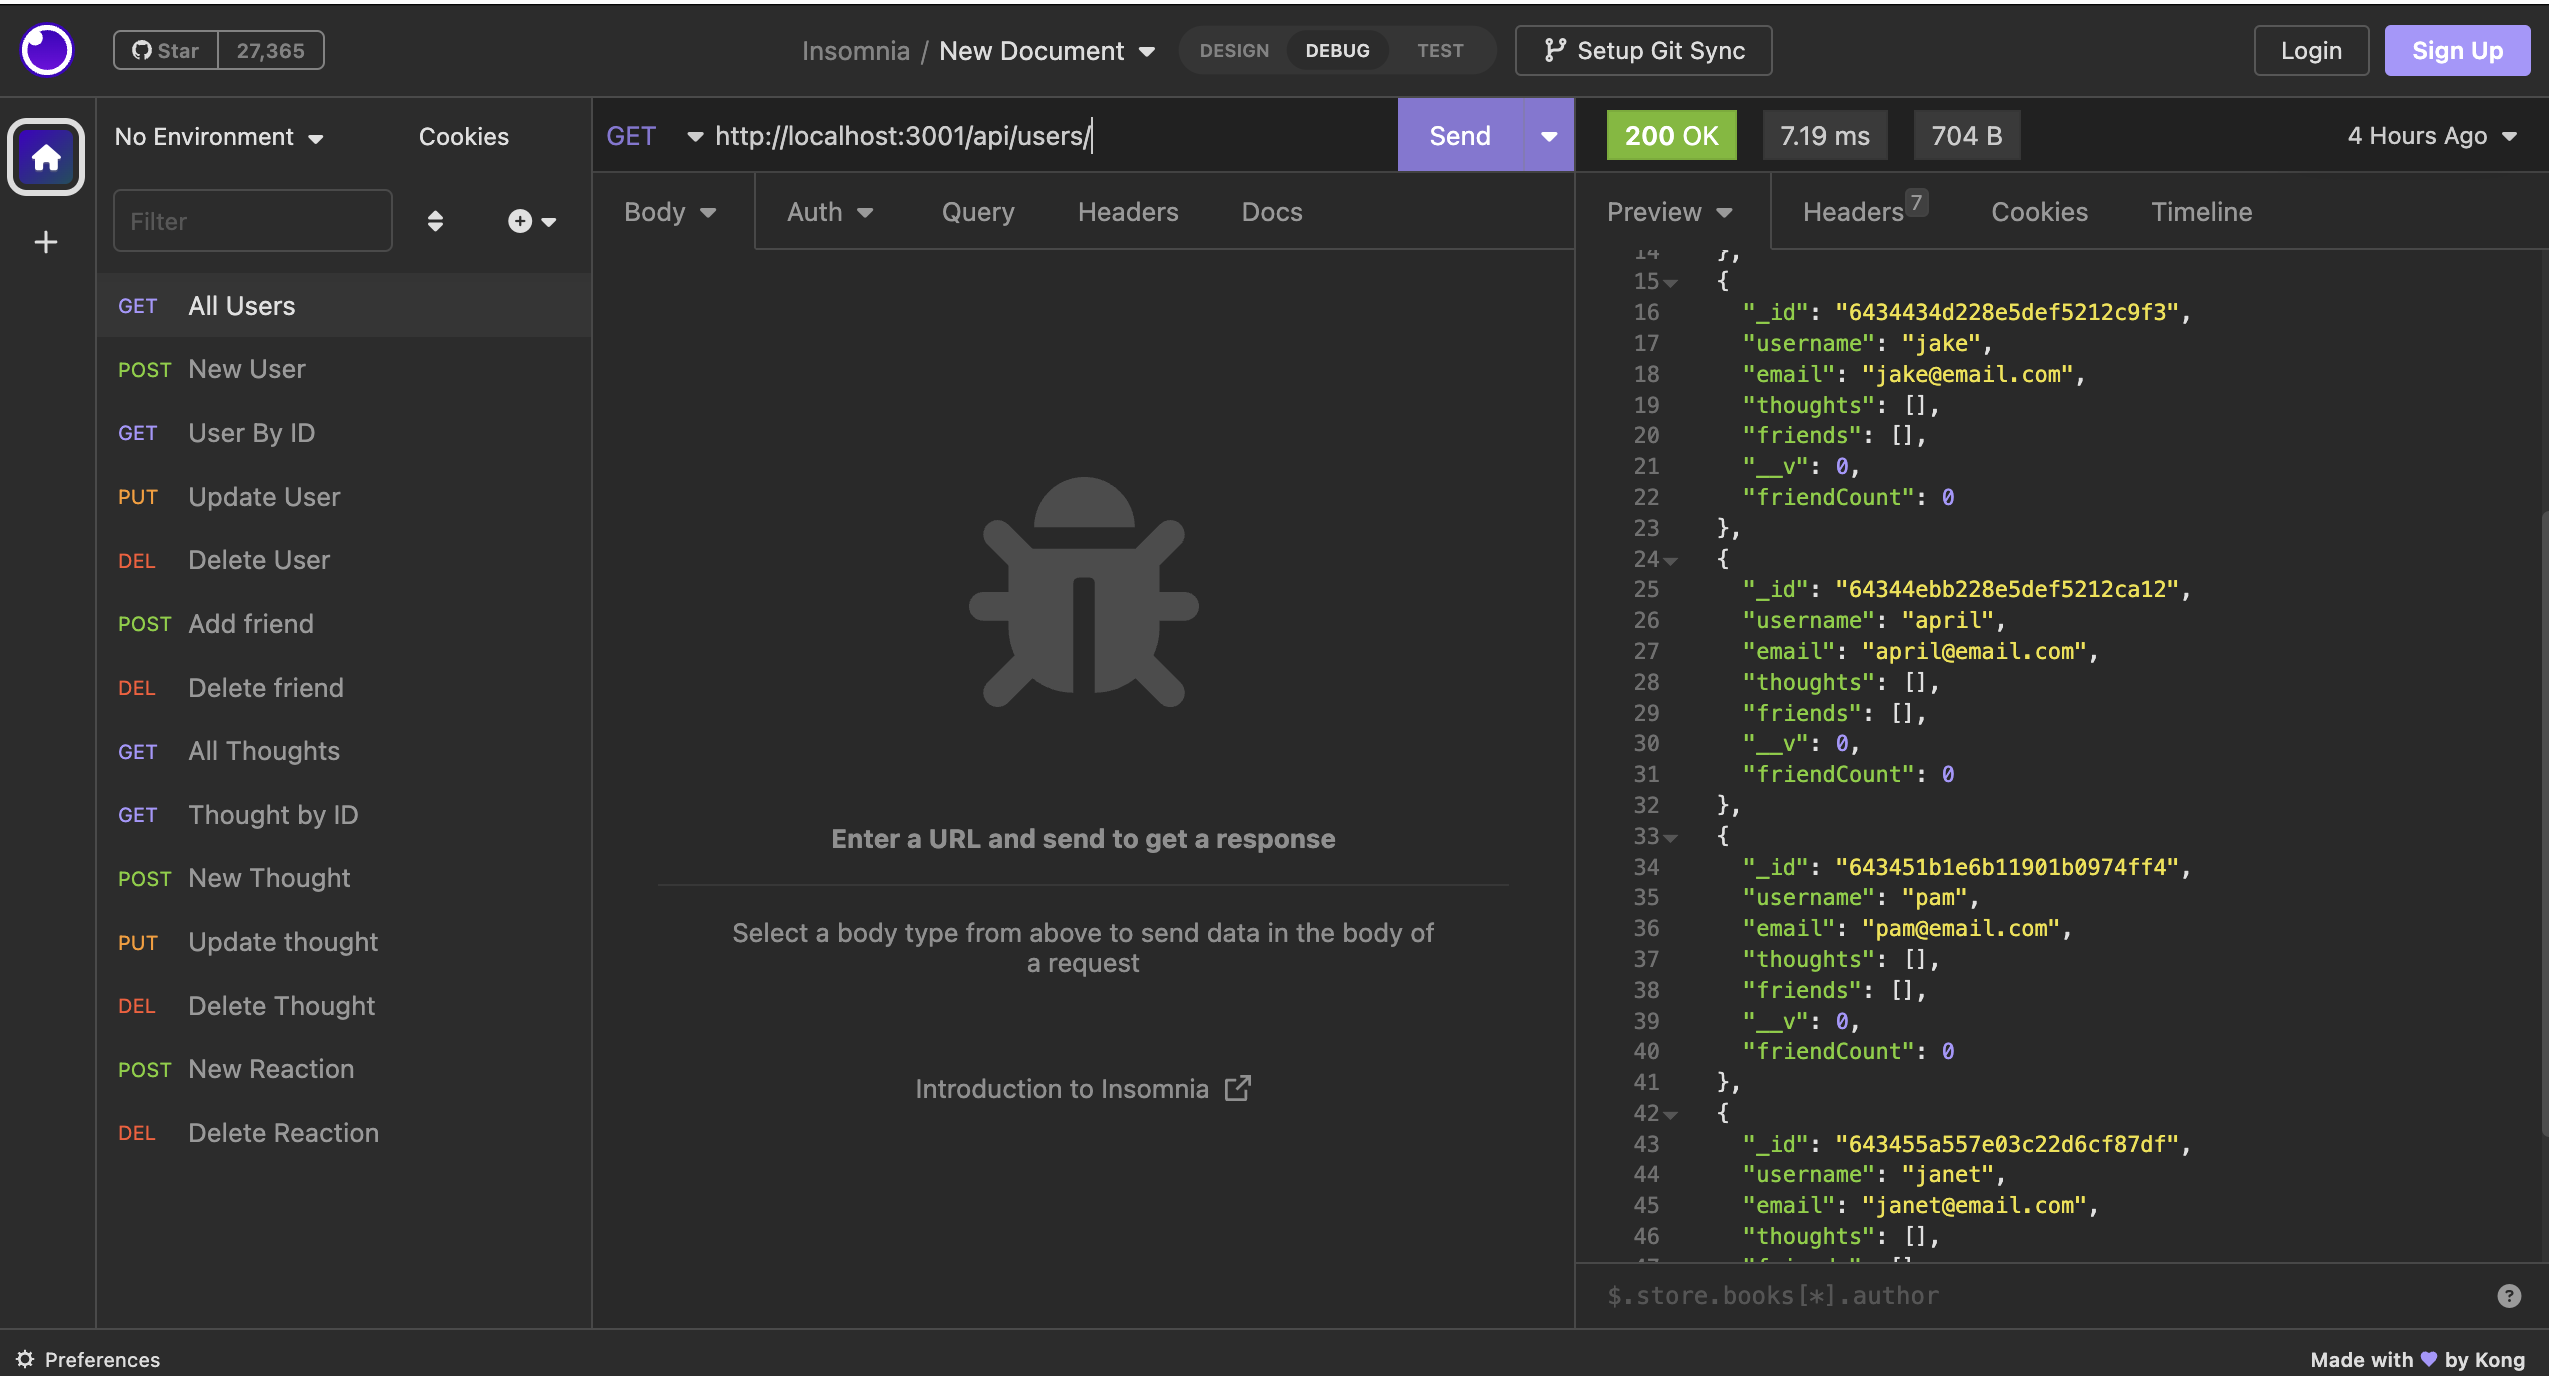 Star 27,365
Insomnia / New Document
DESIGN DEBUG TEST
Setup Git Sync
Login
Sign Up
No Environment
Cookies
Filter
GET All Users
POST New User
GET User By ID
PUT Update User
DEL Delete User
POST Add friend
DEL Delete friend
GET All Thoughts
GET Thought by ID
POST New Thought
PUT Update thought
DEL Delete Thought
POST New Reaction
DEL Delete Reaction
GET http://localhost:3001/api/users/
Send
Body Auth Query Headers Docs
Enter a URL and send to get a response
Select a body type from above to send data in the body of
a request
Introduction to Insomnia
200 OK 7.19 ms 704 B 4 Hours Ago
Preview Headers 7 Cookies Timeline
14 },
15 {
16 "_id": "6434434d228e5def5212c9f3",
17 "username": "jake",
18 "email": "jake@email.com",
19 "thoughts": [],
20 "friends": [],
21 "__v": 0,
22 "friendCount": 0
23 },
24 {
25 "_id": "64344ebb228e5def5212ca12",
26 "username": "april",
27 "email": "april@email.com",
28 "thoughts": [],
29 "friends": [],
30 "__v": 0,
31 "friendCount": 0
32 },
33 {
34 "_id": "643451b1e6b11901b0974ff4",
35 "username": "pam",
36 "email": "pam@email.com",
37 "thoughts": [],
38 "friends": [],
39 "__v": 0,
40 "friendCount": 0
41 },
42 {
43 "_id": "643455a557e03c22d6cf87df",
44 "username": "janet",
45 "email": "janet@email.com",
46 "thoughts": [],
$.store.books[*].author
Preferences
Made with 💜 by Kong